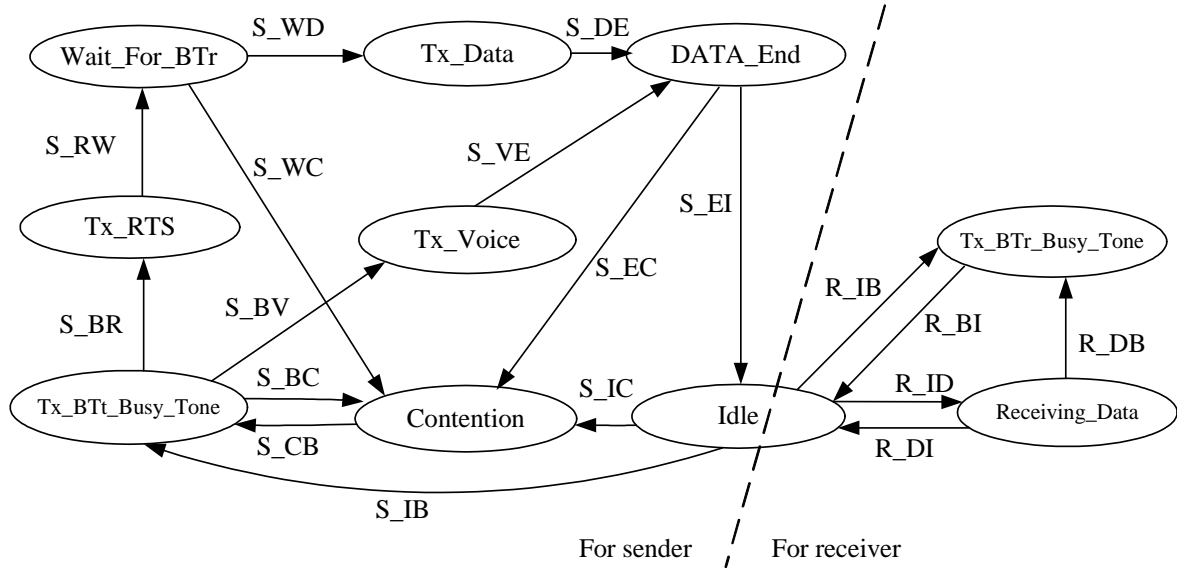 S_WD
S_DE
Wait_For_BTr
Tx_Data
DATA_End
S_RW
S_WC
S_VE
S_EI
Tx_RTS
Tx_Voice
Tx_BTr_Busy_Tone
S_EC
R_IB
S_BV
S_BR
R_BI
R_DB
S_BC
S_IC
R_ID
Tx_BTt_Busy_Tone
Contention
Idle
Receiving_Data
S_CB
R_DI
S_IB
For sender
For receiver